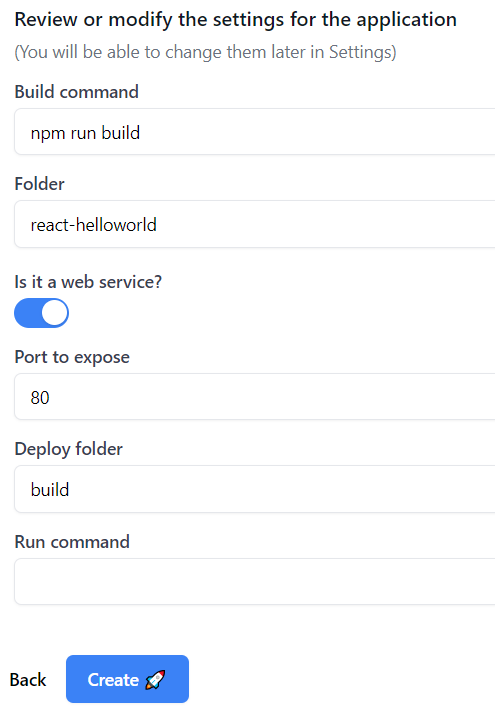 Review or modify the settings for the application
(You will be able to change them later in Settings)
Build command
npm run build
Folder
react-helloworld
Is it a web service?
Port to expose
80
Deploy folder
build
Run command
Back
Create 🚀